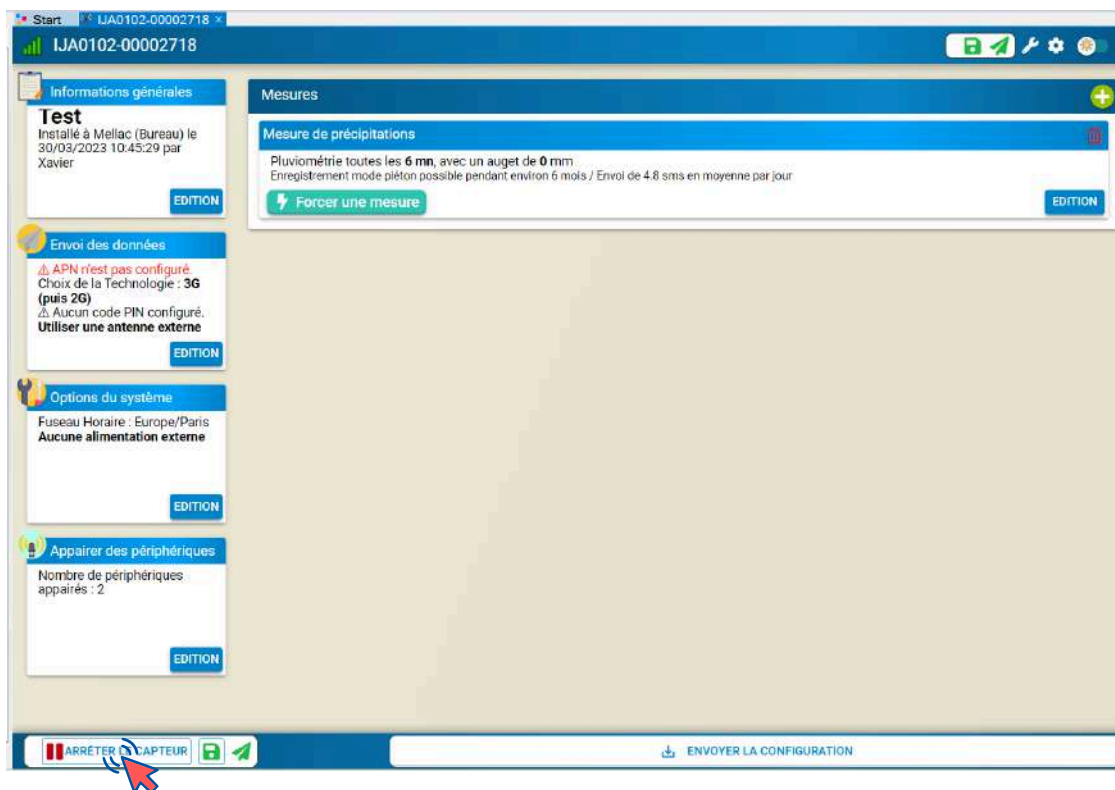 Start
IJA0102-00002718 ×
IJA0102-00002718
Informations générales
Test
Installé à Mellac (Bureau) le
30/03/2023 10:45:29 par
Xavier
EDITION
Envoi des données
⚠ APN n'est pas configuré.
Choix de la Technologie : 3G
(puis 2G)
⚠ Aucun code PIN configuré.
Utiliser une antenne externe
EDITION
Options du système
Fuseau Horaire : Europe/Paris
Aucune alimentation externe
EDITION
Appairer des périphériques
Nombre de périphériques
appairés : 2
EDITION
Mesures
Mesure de précipitations
Pluviométrie toutes les 6 mn, avec un auget de 0 mm
Enregistrement mode piéton possible pendant environ 6 mois / Envoi de 4.8 sms en moyenne par jour
Forcer une mesure
EDITION
ARRÊTER LE CAPTEUR
ENVOYER LA CONFIGURATION